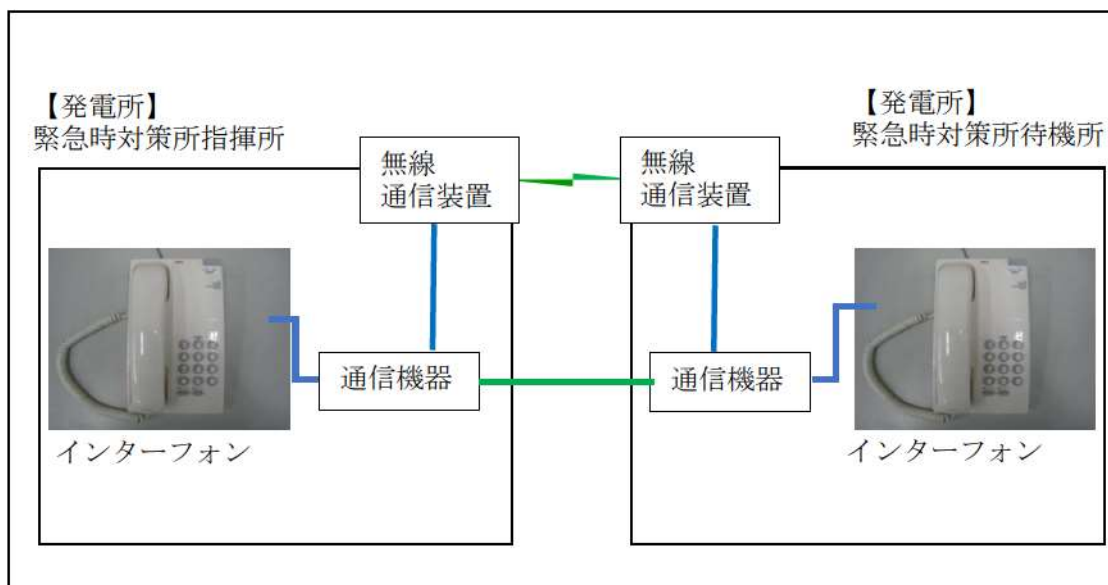 【発電所】
緊急時対策所指揮所
【発電所】
緊急時対策所待機所
無線
通信装置
無線
通信装置
通信機器
通信機器
インターフォン
インターフォン